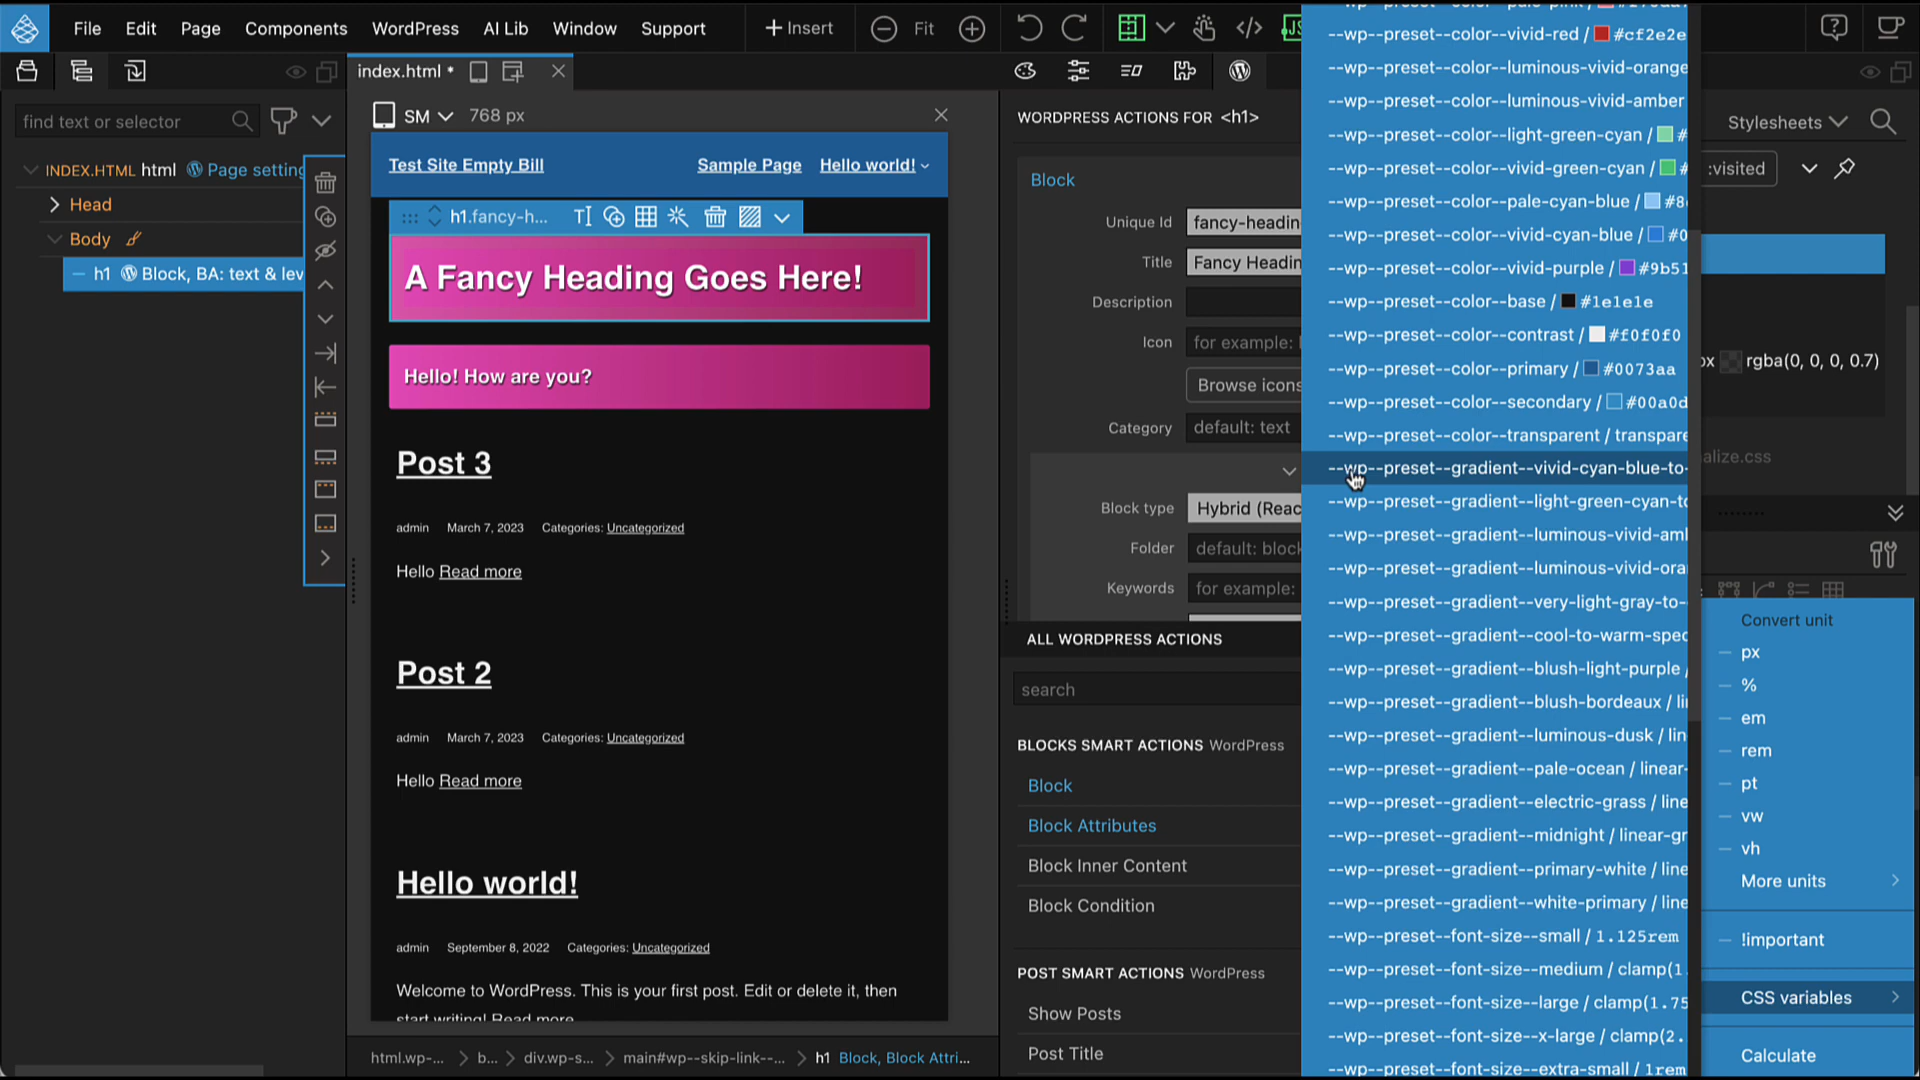 File Edit Page Components WordPress AI Lib Window Support Insert Fit
index.html *
find text or selector
INDEX.HTML html Page setting
Head
Body
h1 Block, BA: text & lev
SM 768 px
Test Site Empty Bill Sample Page Hello world!
h1.fancy-h...
A Fancy Heading Goes Here!
Hello! How are you?
Post 3
admin March 7, 2023 Categories: Uncategorized
Hello Read more
Post 2
admin March 7, 2023 Categories: Uncategorized
Hello Read more
Hello world!
admin September 8, 2022 Categories: Uncategorized
Welcome to WordPress. This is your first post. Edit or delete it, then
start writing! Read more
html.wp-... b... div.wp-s... main#wp--skip-link--... h1 Block, Block Attri...
WORDPRESS ACTIONS FOR <h1>
Block
Unique Id fancy-headin
Title Fancy Headin
Description
Icon for example:
Browse icons
Category default: text
Block type Hybrid (Reac
Folder default: block
Keywords for example:
ALL WORDPRESS ACTIONS
search
BLOCKS SMART ACTIONS WordPress
Block
Block Attributes
Block Inner Content
Block Condition
POST SMART ACTIONS WordPress
Show Posts
Post Title
--wp--preset--color--vivid-red / #cf2e2e
--wp--preset--color--luminous-vivid-orange
--wp--preset--color--luminous-vivid-amber
--wp--preset--color--light-green-cyan / #
--wp--preset--color--vivid-green-cyan / #
--wp--preset--color--pale-cyan-blue / #8
--wp--preset--color--vivid-cyan-blue / #0
--wp--preset--color--vivid-purple / #9b51
--wp--preset--color--base / #1e1e1e
--wp--preset--color--contrast / #f0f0f0
--wp--preset--color--primary / #0073aa
--wp--preset--color--secondary / #00a0d
--wp--preset--color--transparent / transpare
--wp--preset--gradient--vivid-cyan-blue-to-
--wp--preset--gradient--light-green-cyan-to
--wp--preset--gradient--luminous-vivid-aml
--wp--preset--gradient--luminous-vivid-ora
--wp--preset--gradient--very-light-gray-to-
--wp--preset--gradient--cool-to-warm-spec
--wp--preset--gradient--blush-light-purple /
--wp--preset--gradient--blush-bordeaux / li
--wp--preset--gradient--luminous-dusk / lin
--wp--preset--gradient--pale-ocean / linear-
--wp--preset--gradient--electric-grass / line
--wp--preset--gradient--midnight / linear-gr
--wp--preset--gradient--primary-white / line
--wp--preset--gradient--white-primary / line
--wp--preset--font-size--small / 1.125rem
--wp--preset--font-size--medium / clamp(1.
--wp--preset--font-size--large / clamp(1.75
--wp--preset--font-size--x-large / clamp(2.
--wp--preset--font-size--extra-small / 1rem
Stylesheets
:visited
px rgba(0, 0, 0, 0.7)
alize.css
Convert unit
px
%
em
rem
pt
vw
vh
More units
!important
CSS variables
Calculate